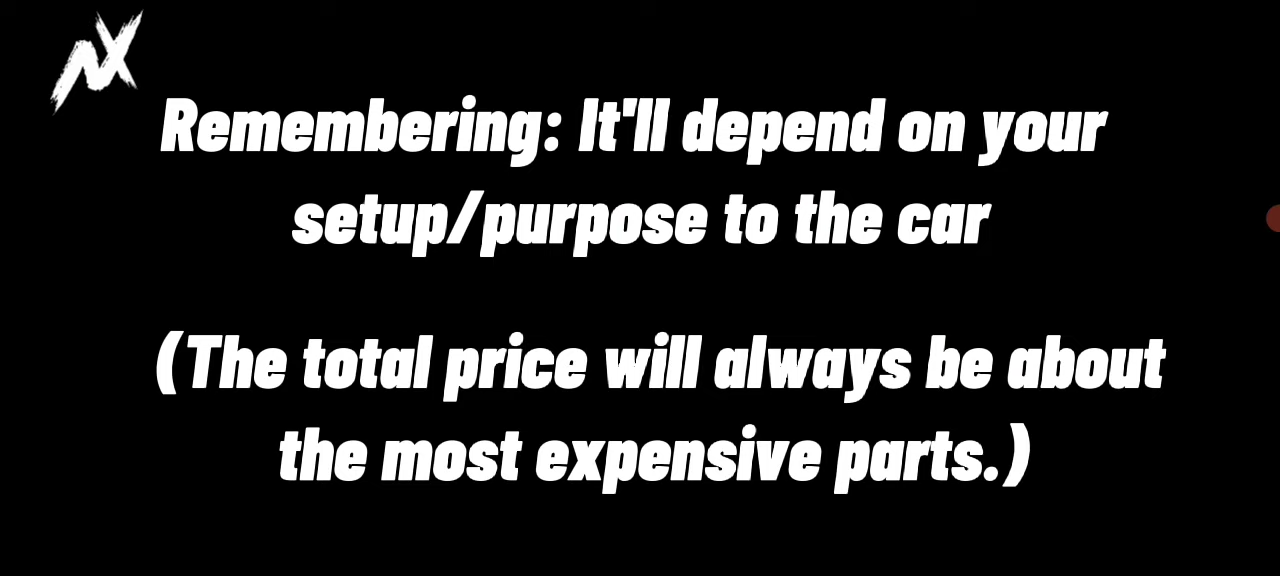 NX
Remembering: It'll depend on your
setup/purpose to the car
(The total price will always be about
the most expensive parts.)